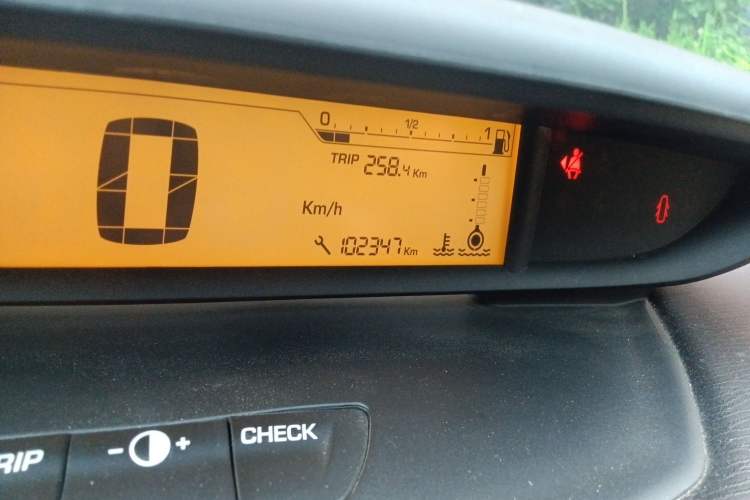 0 1/2 1
TRIP 258.4 Km
0
Km/h
102347 Km
RIP - + CHECK